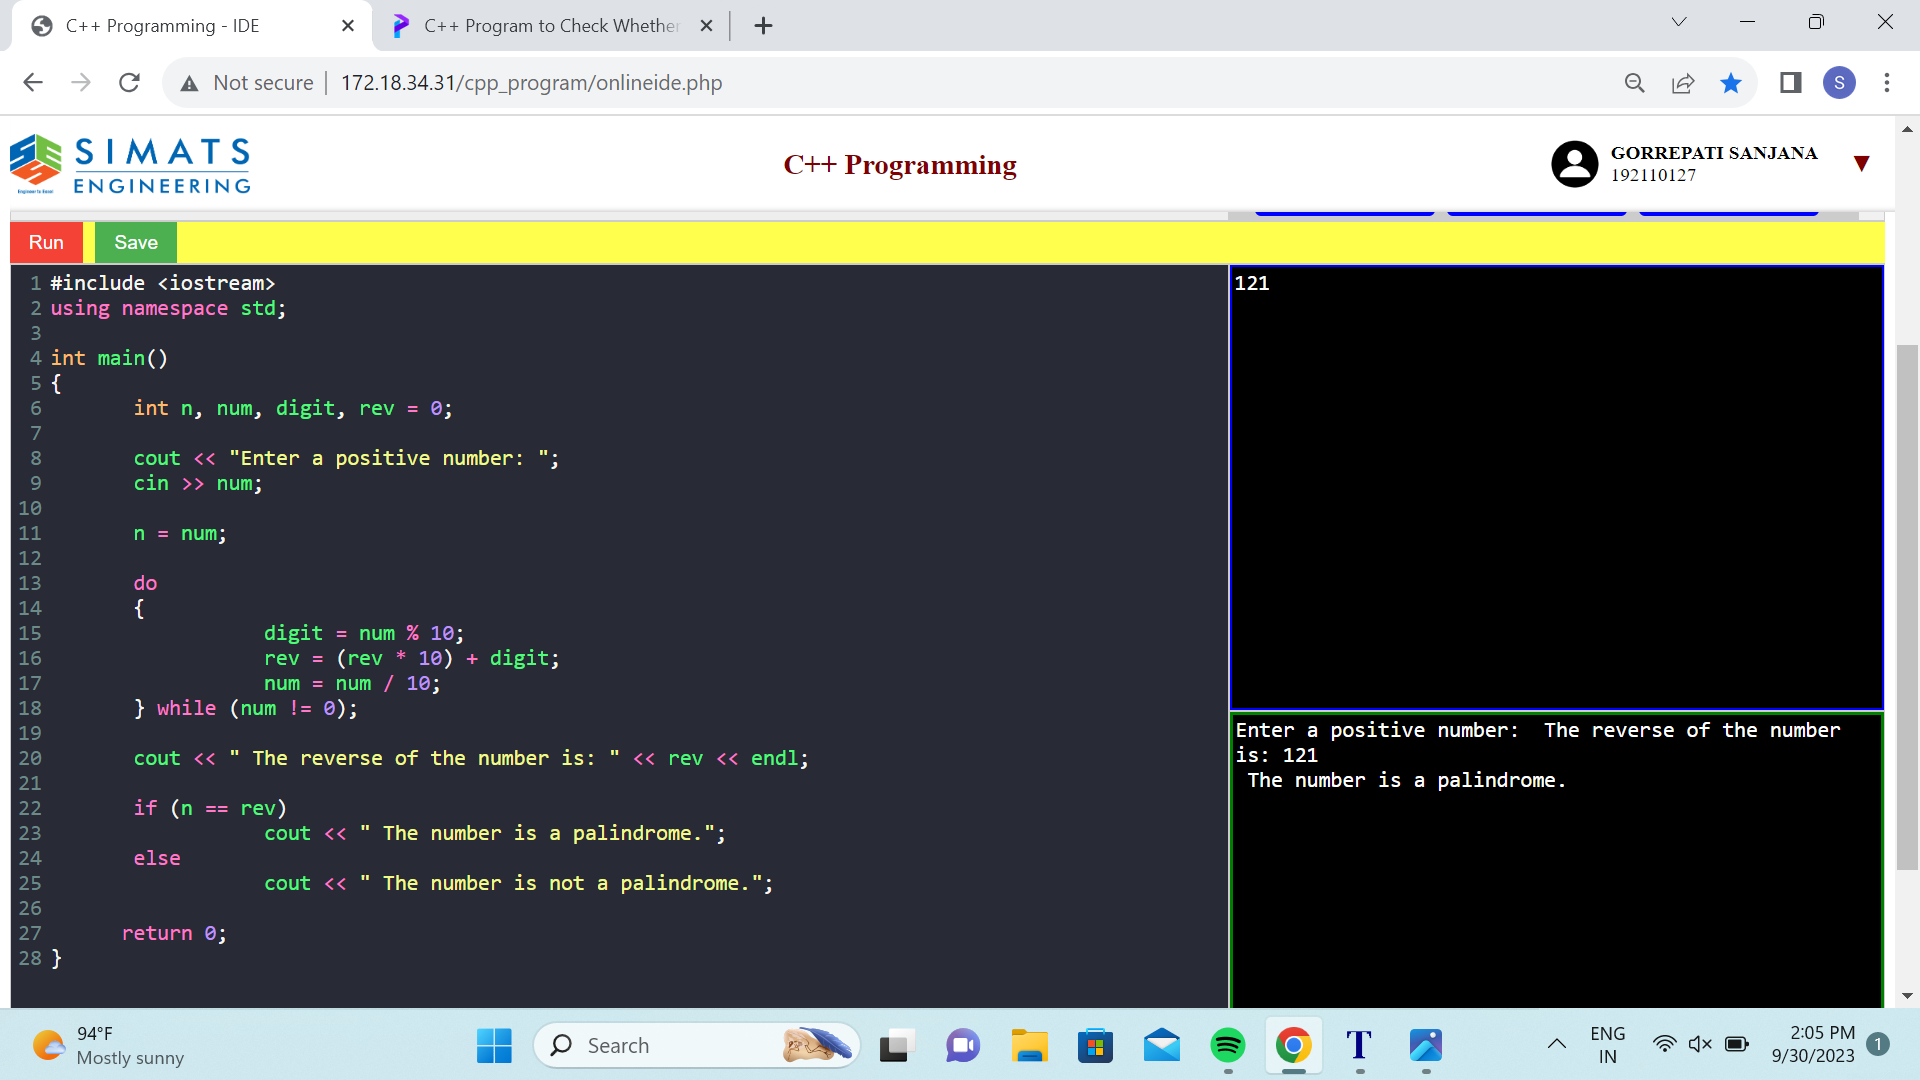 C++ Programming - IDE
C++ Program to Check Whether
Not secure
172.18.34.31/cpp_program/onlineide.php
S
SIMATS
ENGINEERING
Engineer to Excel
C++ Programming
GORREPATI SANJANA
192110127
Run
Save
1 #include <iostream>
2 using namespace std;
3
4 int main()
5 {
6 int n, num, digit, rev = 0;
7
8 cout << "Enter a positive number: ";
9 cin >> num;
10
11 n = num;
12
13 do
14 {
15 digit = num % 10;
16 rev = (rev * 10) + digit;
17 num = num / 10;
18 } while (num != 0);
19
20 cout << " The reverse of the number is: " << rev << endl;
21
22 if (n == rev)
23 cout << " The number is a palindrome.";
24 else
25 cout << " The number is not a palindrome.";
26
27 return 0;
28 }
121
Enter a positive number:  The reverse of the number
is: 121
The number is a palindrome.
94°F
Mostly sunny
Search
T
ENG
IN
2:05 PM
9/30/2023
1